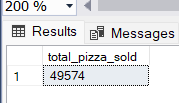 200 %
Results Messages
total_pizza_sold
1 49574